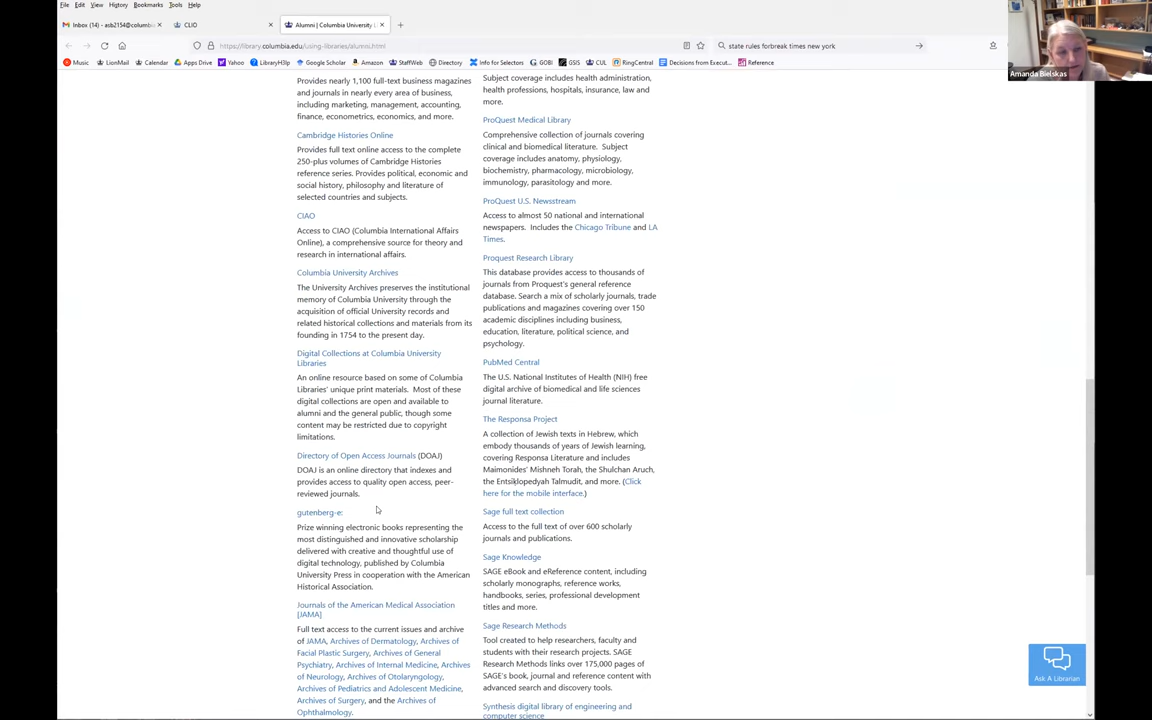 File Edit View History Bookmarks Tools Help
Inbox (14) - asb2154@columbi
CLIO
Alumni | Columbia University L
https://library.columbia.edu/using-libraries/alumni.html
state rules forbreak times new york
Music LionMail Calendar Apps Drive Yahoo LibraryH3lp Google Scholar Amazon StaffWeb Directory Info for Selectors GOBI GSIS CUL RingCentral Decisions from Execut... Reference
Amanda Bielskas
Provides nearly 1,100 full-text business magazines
and journals in nearly every area of business,
including marketing, management, accounting,
finance, econometrics, economics, and more.
Cambridge Histories Online
Provides full text online access to the complete
250-plus volumes of Cambridge Histories
reference series. Provides political, economic and
social history, philosophy and literature of
selected countries and subjects.
CIAO
Access to CIAO (Columbia International Affairs
Online), a comprehensive source for theory and
research in international affairs.
Columbia University Archives
The University Archives preserves the institutional
memory of Columbia University through the
acquisition of official University records and
related historical collections and materials from its
founding in 1754 to the present day.
Digital Collections at Columbia University
Libraries
An online resource based on some of Columbia
Libraries' unique print materials. Most of these
digital collections are open and available to
alumni and the general public, though some
content may be restricted due to copyright
limitations.
Directory of Open Access Journals (DOAJ)
DOAJ is an online directory that indexes and
provides access to quality open access, peer-
reviewed journals.
gutenberg-e:
Prize winning electronic books representing the
most distinguished and innovative scholarship
delivered with creative and thoughtful use of
digital technology, published by Columbia
University Press in cooperation with the American
Historical Association.
Journals of the American Medical Association
[JAMA]
Full text access to the current issues and archive
of JAMA, Archives of Dermatology, Archives of
Facial Plastic Surgery, Archives of General
Psychiatry, Archives of Internal Medicine, Archives
of Neurology, Archives of Otolaryngology,
Archives of Pediatrics and Adolescent Medicine,
Archives of Surgery, and the Archives of
Ophthalmology.
Subject coverage includes health administration,
health professions, hospitals, insurance, law and
more.
ProQuest Medical Library
Comprehensive collection of journals covering
clinical and biomedical literature. Subject
coverage includes anatomy, physiology,
biochemistry, pharmacology, microbiology,
immunology, parasitology and more.
ProQuest U.S. Newsstream
Access to almost 50 national and international
newspapers. Includes the Chicago Tribune and LA
Times.
Proquest Research Library
This database provides access to thousands of
journals from Proquest's general reference
database. Search a mix of scholarly journals, trade
publications and magazines covering over 150
academic disciplines including business,
education, literature, political science, and
psychology.
PubMed Central
The U.S. National Institutes of Health (NIH) free
digital archive of biomedical and life sciences
journal literature.
The Responsa Project
A collection of Jewish texts in Hebrew, which
embody thousands of years of Jewish learning,
covering Responsa Literature and includes
Maimonides' Mishneh Torah, the Shulchan Aruch,
the Entsiḳlopedyah Talmudit, and more. (Click
here for the mobile interface.)
Sage full text collection
Access to the full text of over 600 scholarly
journals and publications.
Sage Knowledge
SAGE eBook and eReference content, including
scholarly monographs, reference works,
handbooks, series, professional development
titles and more.
Sage Research Methods
Tool created to help researchers, faculty and
students with their research projects. SAGE
Research Methods links over 175,000 pages of
SAGE's book, journal and reference content with
advanced search and discovery tools.
Synthesis digital library of engineering and
computer science
Ask A Librarian